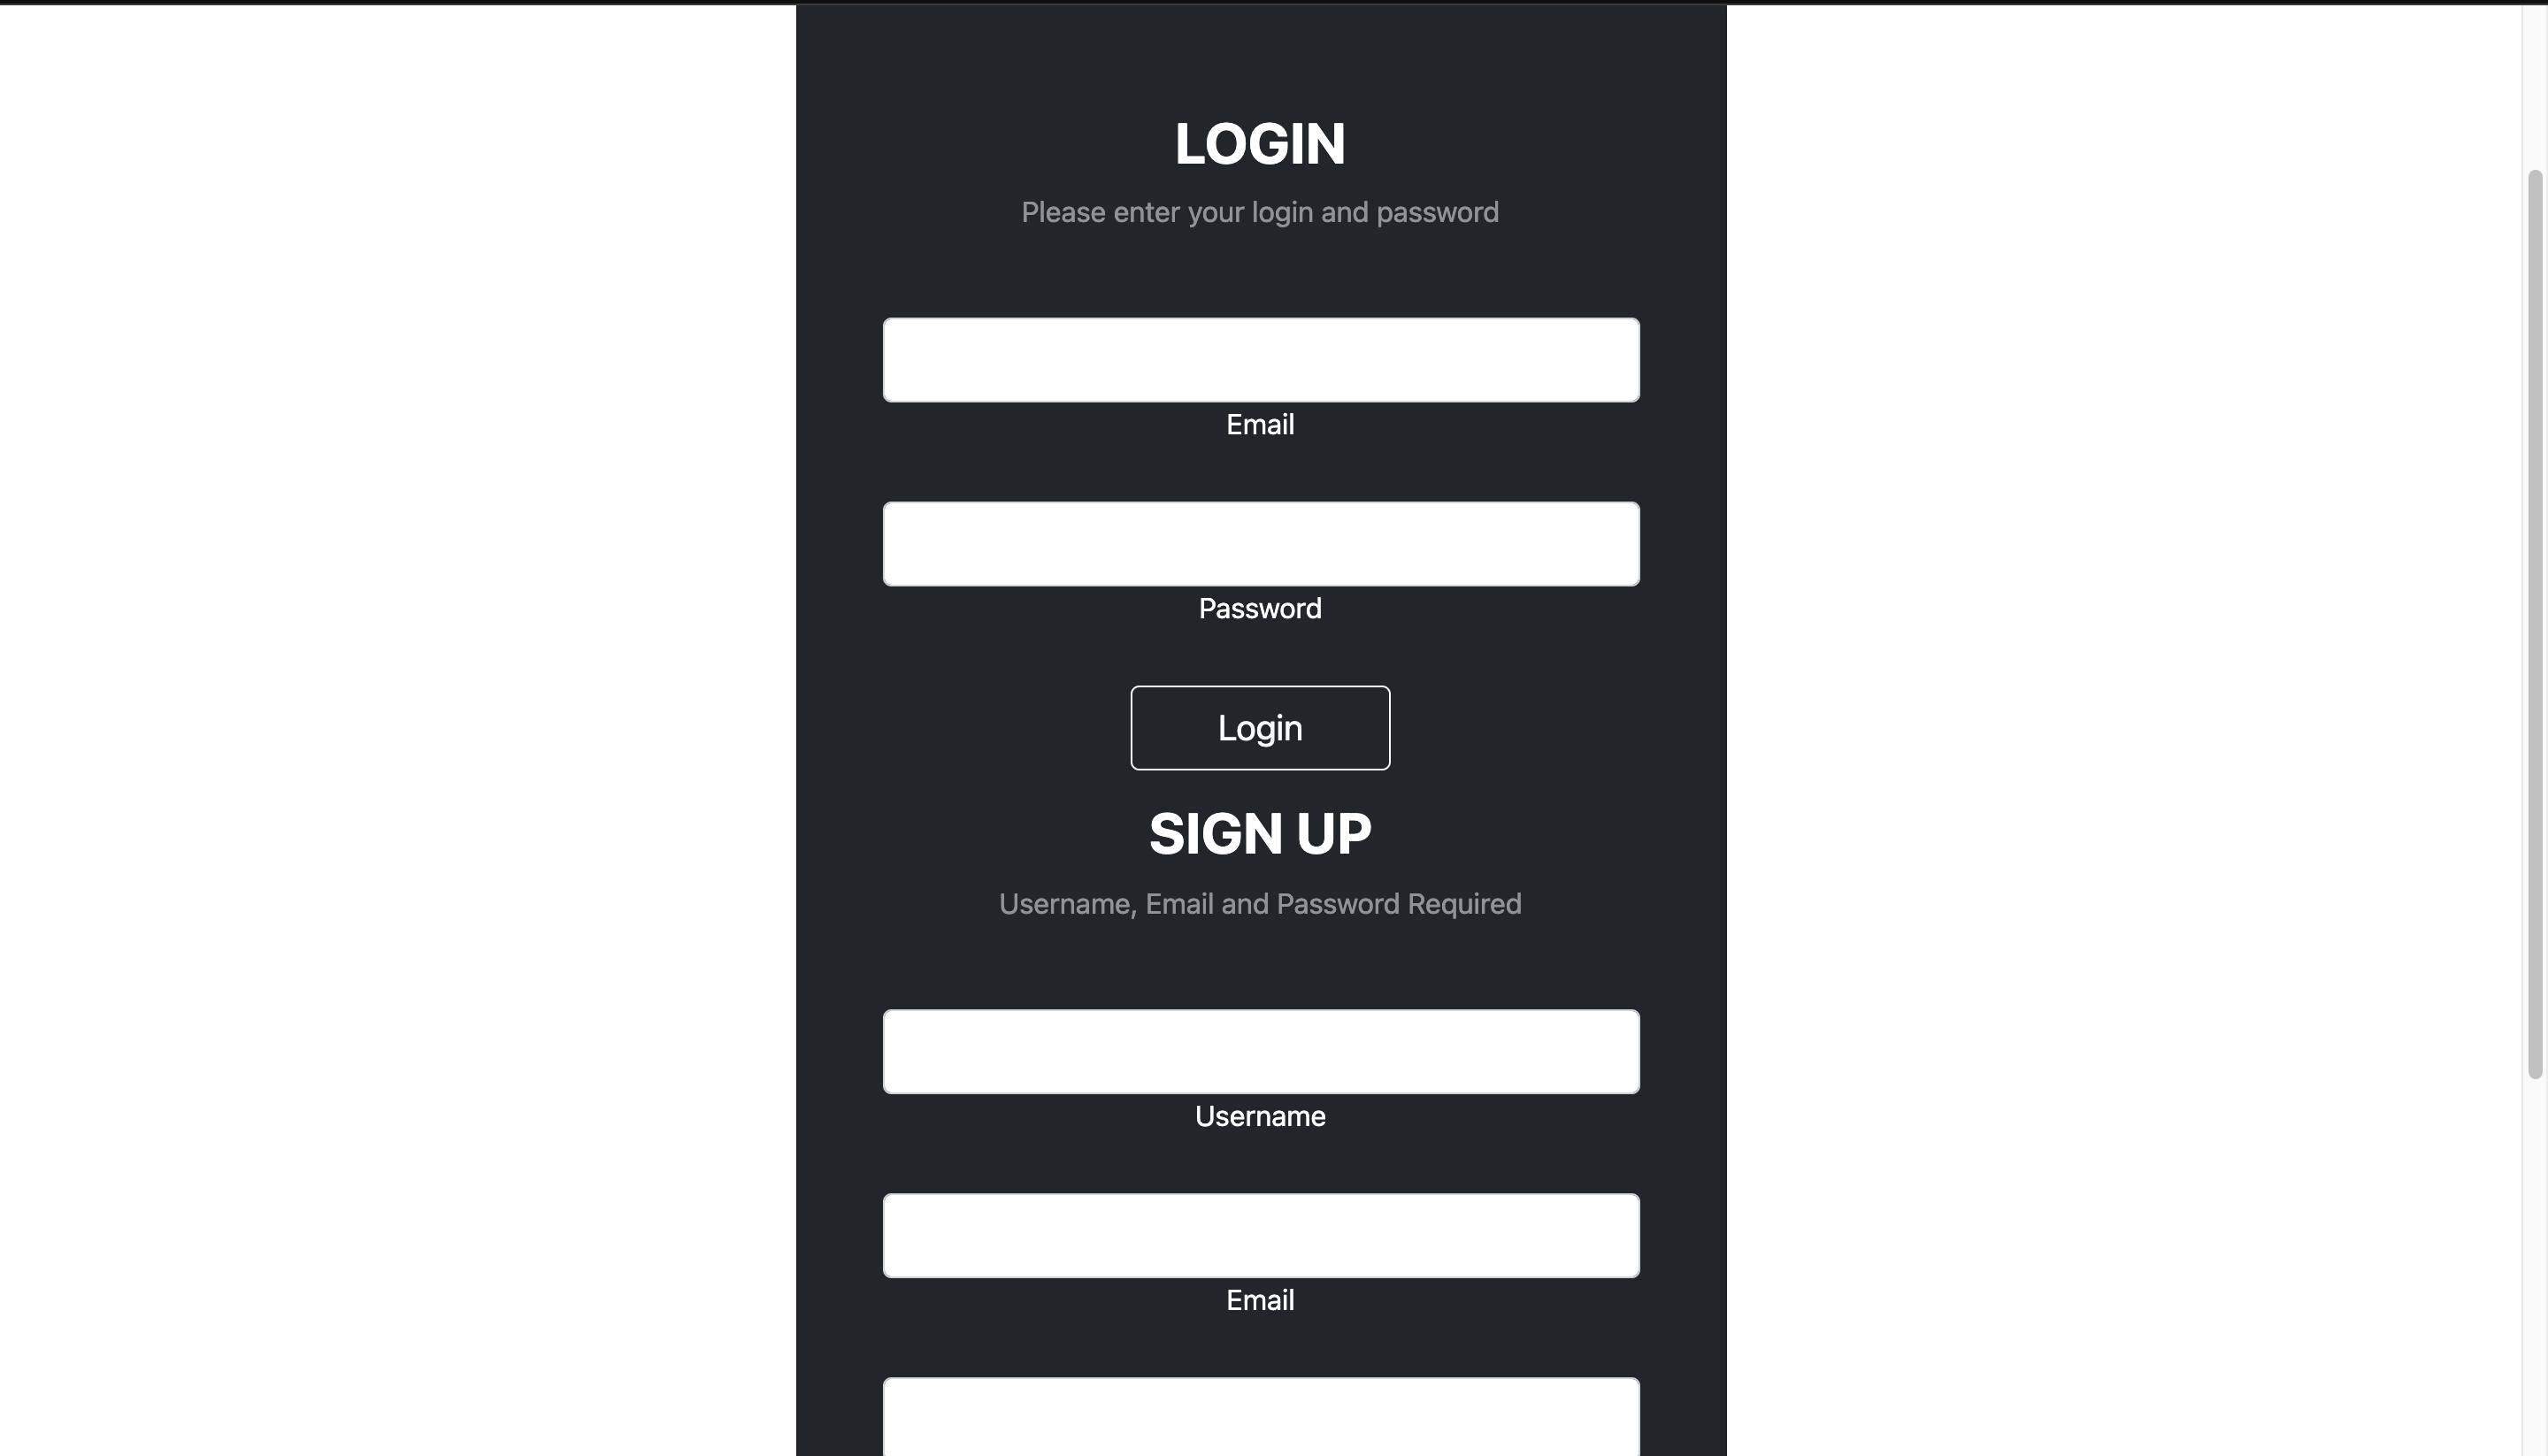 LOGIN
Please enter your login and password
Email
Password
Login
SIGN UP
Username, Email and Password Required
Username
Email